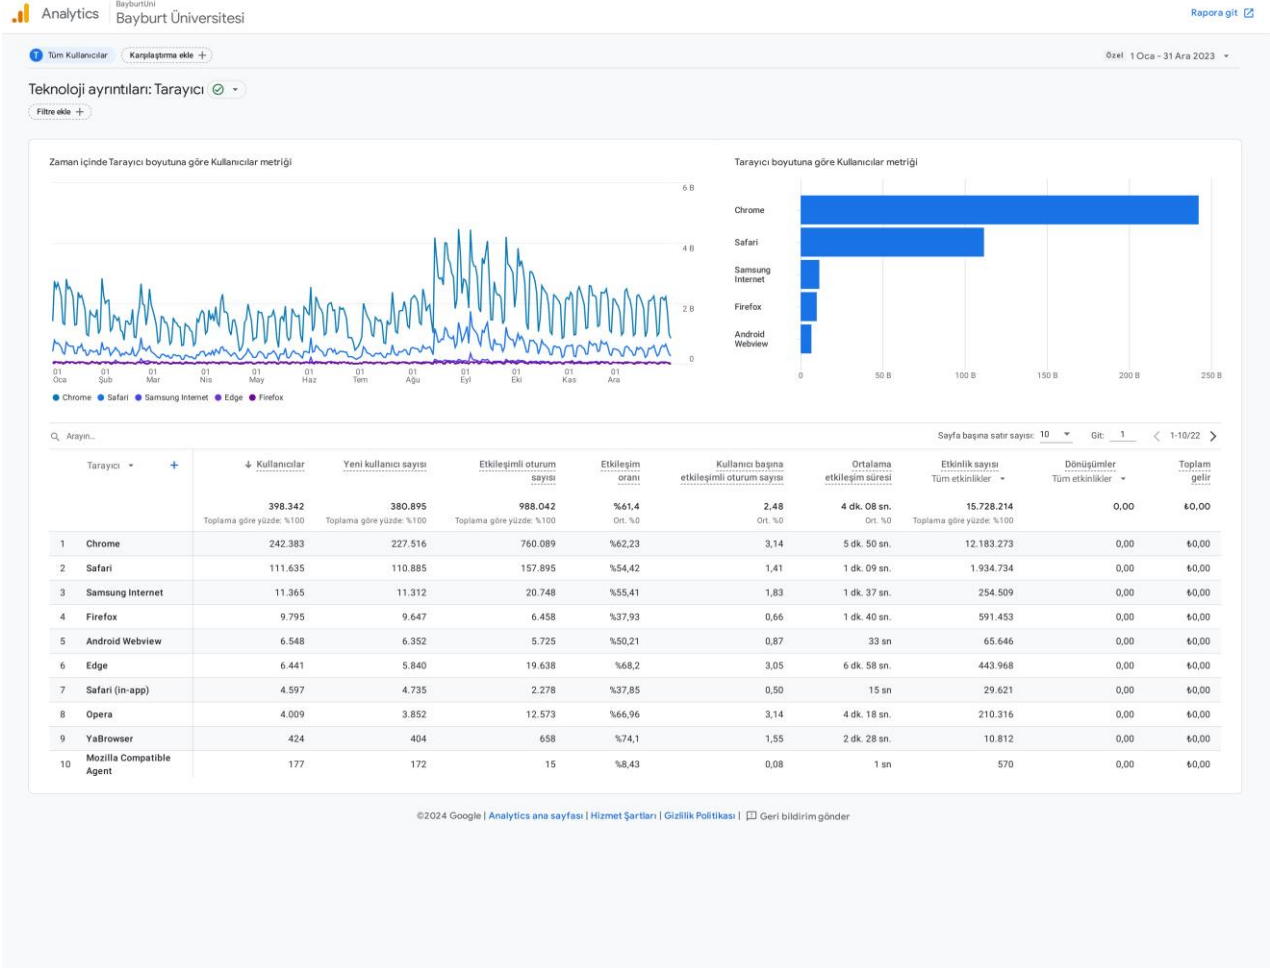 Analytics
BayburtUni
Bayburt Üniversitesi
Rapora git
T Tüm Kullanıcılar
Karşılaştırma ekle +
Özel 1 Oca - 31 Ara 2023
Teknoloji ayrıntıları: Tarayıcı
Filtre ekle +
Zaman içinde Tarayıcı boyutuna göre Kullanıcılar metriği
6 B
4 B
2 B
0
01 Oca
01 Şub
01 Mar
01 Nis
01 May
01 Haz
01 Tem
01 Ağu
01 Eyl
01 Eki
01 Kas
01 Ara
Chrome Safari Samsung Internet Edge Firefox
Tarayıcı boyutuna göre Kullanıcılar metriği
Chrome
Safari
Samsung
Internet
Firefox
Android
Webview
0 50 B 100 B 150 B 200 B 250 B
Arayın...
Sayfa başına satır sayısı: 10 Git: 1 1-10/22
Tarayıcı + ↓ Kullanıcılar Yeni kullanıcı sayısı Etkileşimli oturum sayısı Etkileşim oranı Kullanıcı başına etkileşimli oturum sayısı Ortalama etkileşim süresi Etkinlik sayısı Tüm etkinlikler Dönüşümler Tüm etkinlikler Toplam gelir
398.342 380.895 988.042 %61,4 2,48 4 dk. 08 sn. 15.728.214 0,00 ₺0,00
Toplama göre yüzde: %100 Toplama göre yüzde: %100 Toplama göre yüzde: %100 Ort. %0 Ort. %0 Ort. %0 Toplama göre yüzde: %100
1 Chrome 242.383 227.516 760.089 %62,23 3,14 5 dk. 50 sn. 12.183.273 0,00 ₺0,00
2 Safari 111.635 110.885 157.895 %54,42 1,41 1 dk. 09 sn. 1.934.734 0,00 ₺0,00
3 Samsung Internet 11.365 11.312 20.748 %55,41 1,83 1 dk. 37 sn. 254.509 0,00 ₺0,00
4 Firefox 9.795 9.647 6.458 %37,93 0,66 1 dk. 40 sn. 591.453 0,00 ₺0,00
5 Android Webview 6.548 6.352 5.725 %50,21 0,87 33 sn 65.646 0,00 ₺0,00
6 Edge 6.441 5.840 19.638 %68,2 3,05 6 dk. 58 sn. 443.968 0,00 ₺0,00
7 Safari (in-app) 4.597 4.735 2.278 %37,85 0,50 15 sn 29.621 0,00 ₺0,00
8 Opera 4.009 3.852 12.573 %66,96 3,14 4 dk. 18 sn. 210.316 0,00 ₺0,00
9 YaBrowser 424 404 658 %74,1 1,55 2 dk. 28 sn. 10.812 0,00 ₺0,00
10 Mozilla Compatible Agent 177 172 15 %8,43 0,08 1 sn 570 0,00 ₺0,00
©2024 Google | Analytics ana sayfası | Hizmet Şartları | Gizlilik Politikası | Geri bildirim gönder